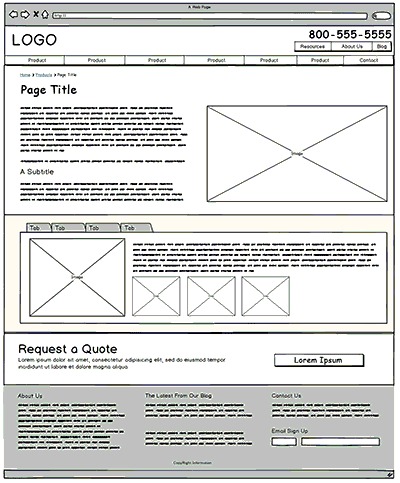 A Web Page
http://
LOGO
800-555-5555
Resources About Us Blog
Product Product Product Product Product Product Contact
Home > Products > Page Title
Page Title
Image
A Subtitle
Tab Tab Tab Tab
Image
Request a Quote
Lorem ipsum dolor sit amet, consectetur adipisicing elit, sed do eiusmod tempor
incididunt ut labore et dolore magna aliqua
Lorem Ipsum
About Us The Latest From Our Blog Contact Us
Email Sign Up
Copyright Information